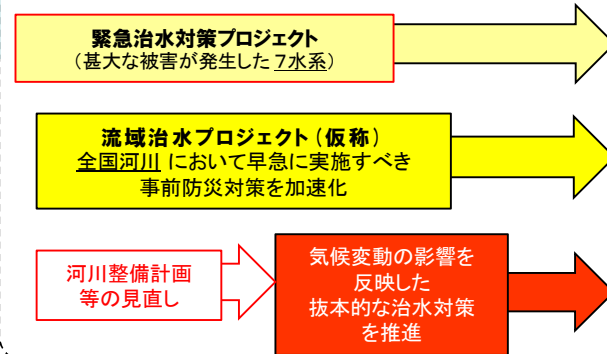 緊急治水対策プロジェクト
（甚大な被害が発生した７水系）
流域治水プロジェクト（仮称）
全国河川 において早急に実施すべき
事前防災対策を加速化
河川整備計画
等の見直し
気候変動の影響を
反映した
抜本的な治水対策
を推進